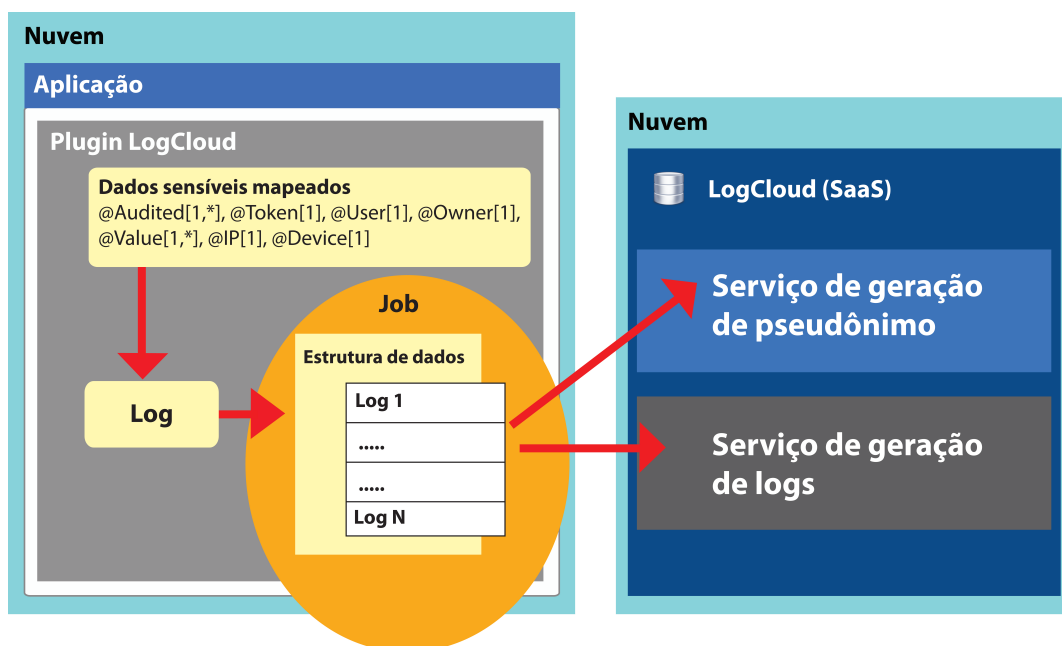 Nuvem
Aplicação
Plugin LogCloud
Dados sensíveis mapeados
@Audited[1,*], @Token[1], @User[1], @Owner[1],
@Value[1,*], @IP[1], @Device[1]
Log
Job
Estrutura de dados
Log 1
.....
.....
Log N
Nuvem
LogCloud (SaaS)
Serviço de geração
de pseudônimo
Serviço de geração
de logs